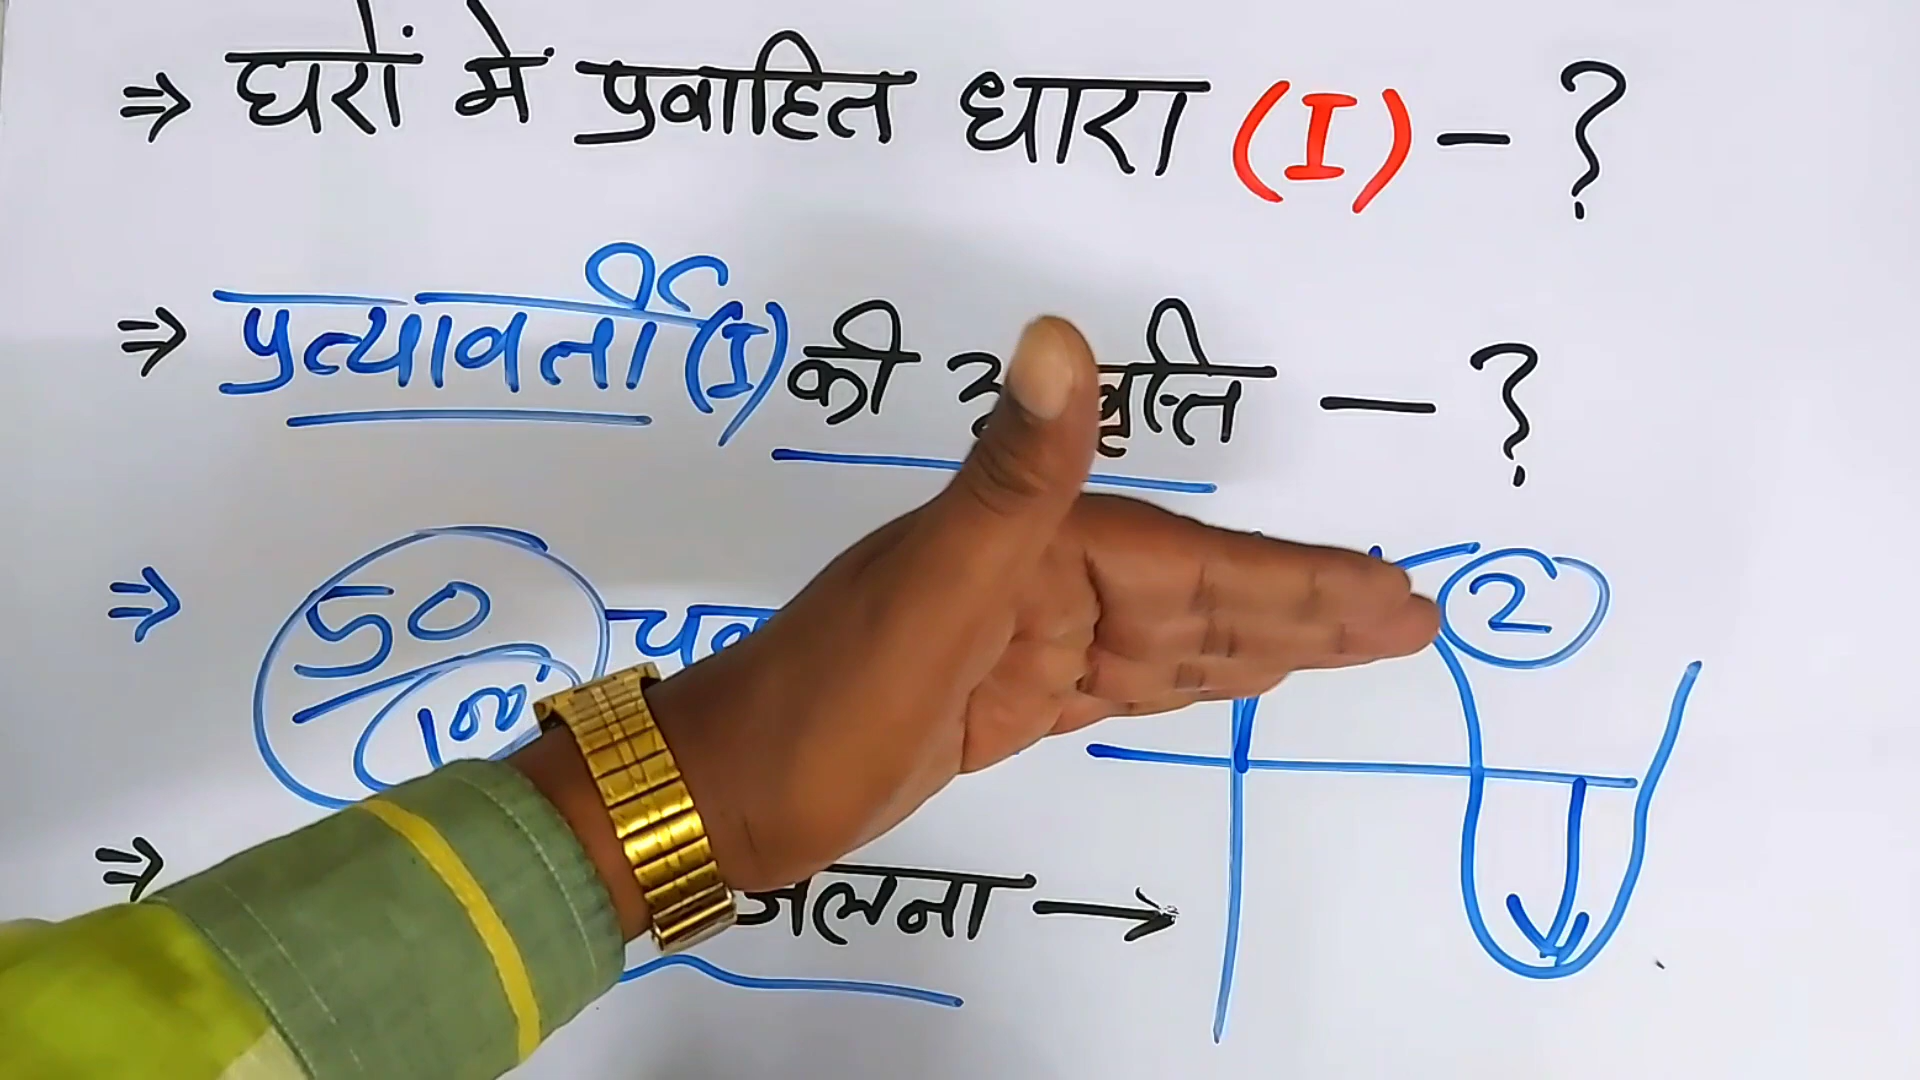 ⇒ घरों में प्रवाहित धारा (I) – ?
⇒ प्रत्यावर्ती (I) की – ?
⇒ 50
100
2
⇒ जलना →